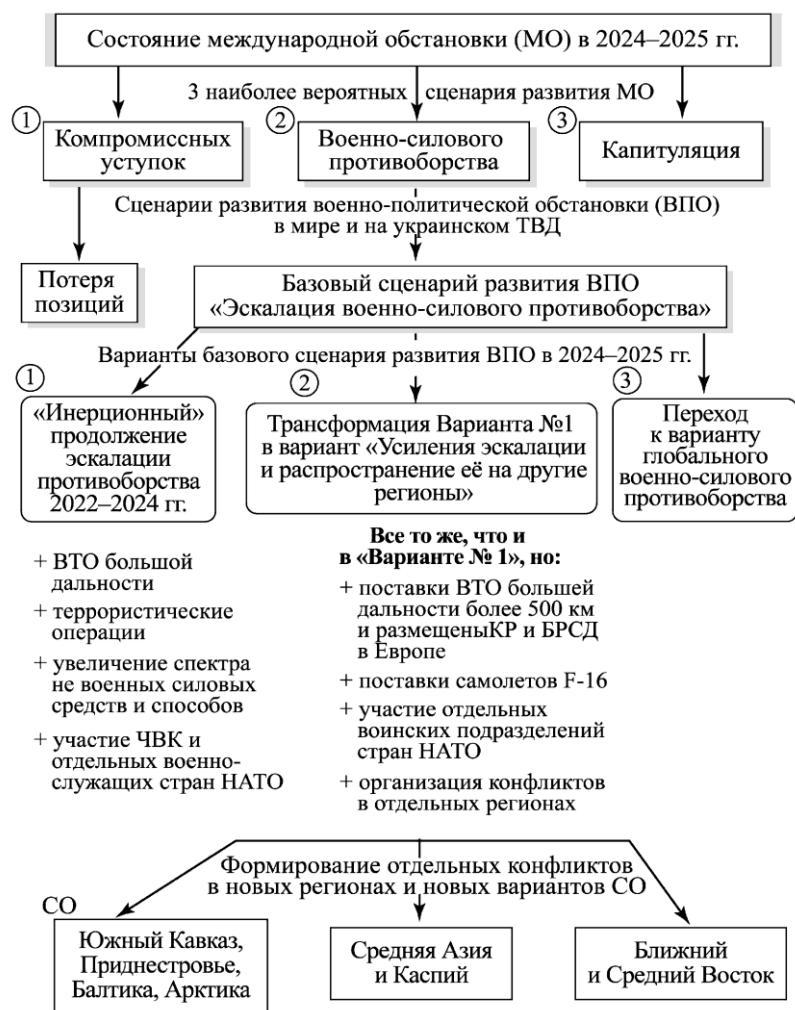 Состояние международной обстановки (МО) в 2024–2025 гг.
3 наиболее вероятных сценария развития МО
1
Компромиссных
уступок
2
Военно-силового
противоборства
3
Капитуляция
Сценарии развития военно-политической обстановки (ВПО)
в мире и на украинском ТВД
Потеря
позиций
Базовый сценарий развития ВПО
«Эскалация военно-силового противоборства»
Варианты базового сценария развития ВПО в 2024–2025 гг.
1
«Инерционный»
продолжение
эскалации
противоборства
2022–2024 гг.
2
Трансформация Варианта №1
в вариант «Усиления эскалации
и распространение её на другие
регионы»
3
Переход
к варианту
глобального
военно-силового
противоборства
+ ВТО большой
дальности
+ террористические
операции
+ увеличение спектра
не военных силовых
средств и способов
+ участие ЧВК и
отдельных военно-
служащих стран НАТО
Все то же, что и
в «Варианте № 1», но:
+ поставки ВТО большей
дальности более 500 км
и размещеныКР и БРСД
в Европе
+ поставки самолетов F-16
+ участие отдельных
воинских подразделений
стран НАТО
+ организация конфликтов
в отдельных регионах
Формирование отдельных конфликтов
в новых регионах и новых вариантов СО
СО
Южный Кавказ,
Приднестровье,
Балтика, Арктика
Средняя Азия
и Каспий
Ближний
и Средний Восток